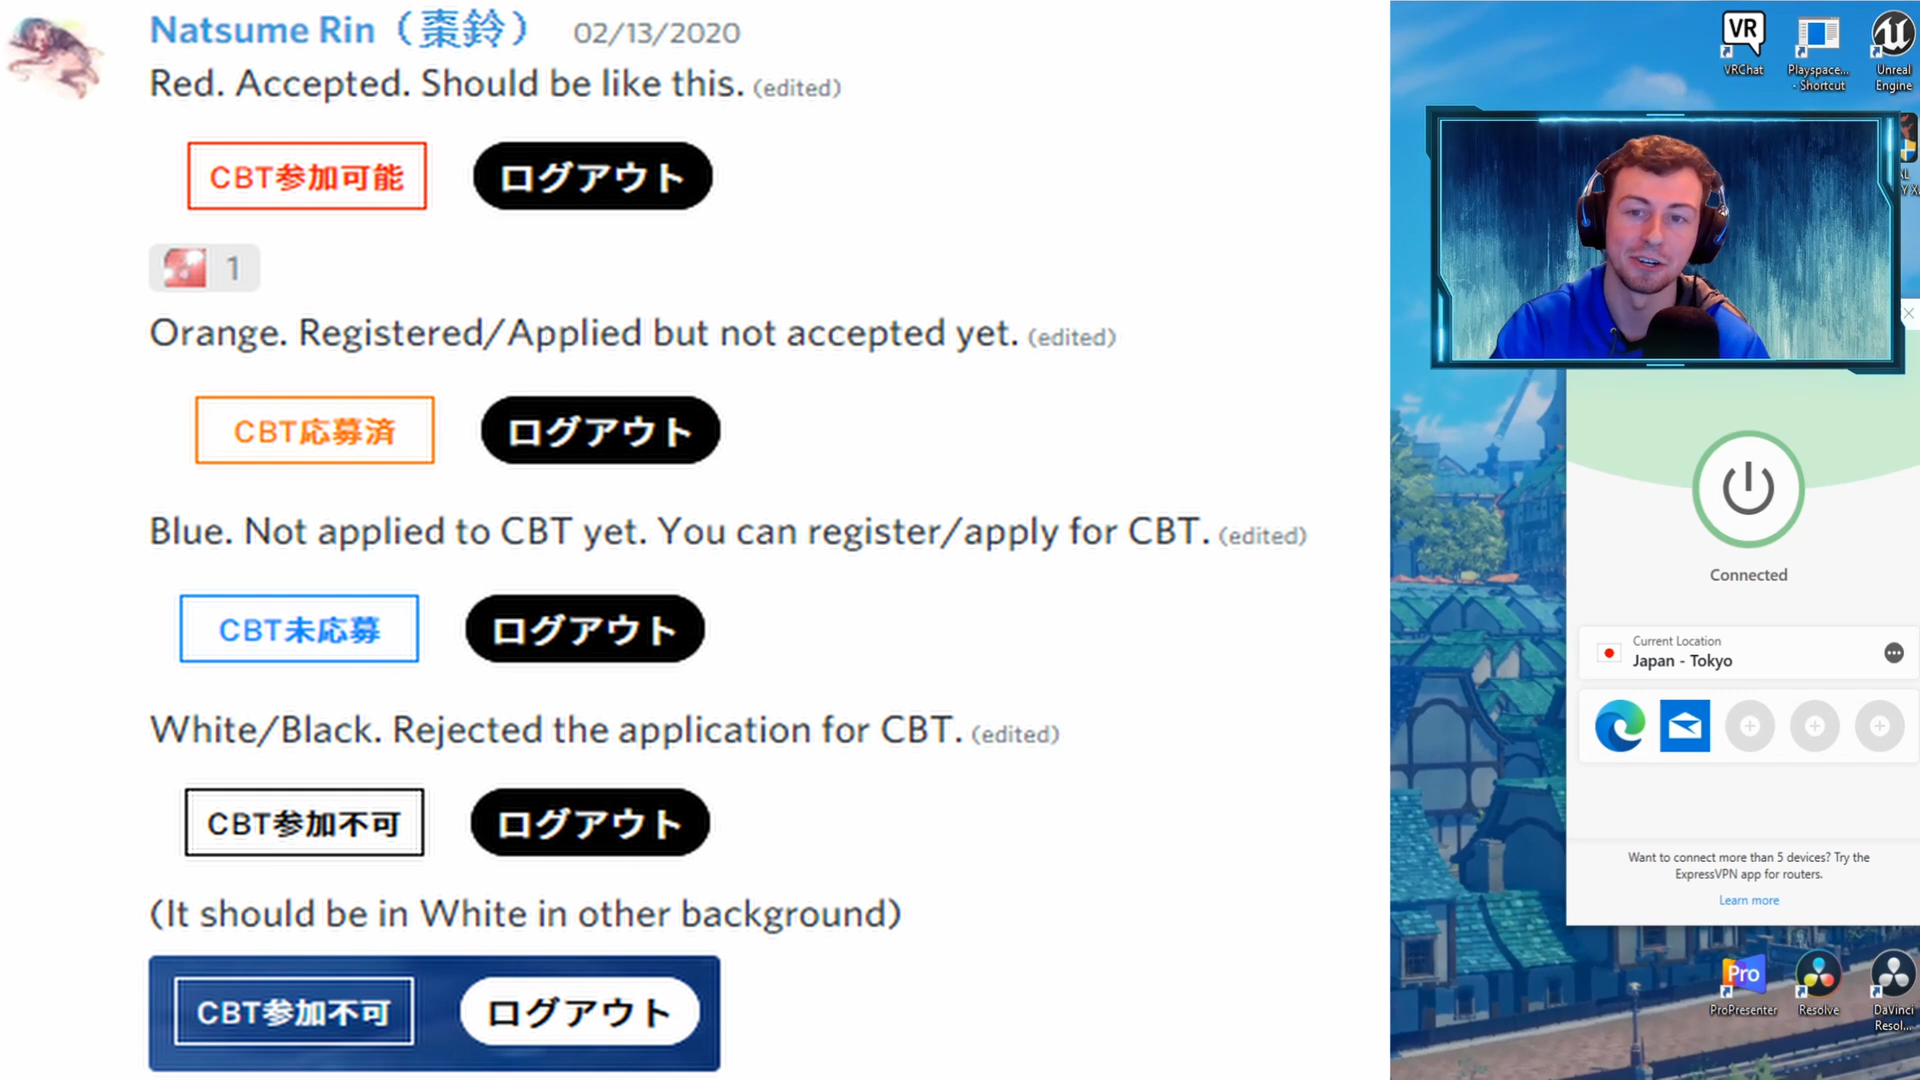 Natsume Rin（棗鈴） 02/13/2020
Red. Accepted. Should be like this. (edited)
CBT参加可能 ログアウト
1
Orange. Registered/Applied but not accepted yet. (edited)
CBT応募済 ログアウト
Blue. Not applied to CBT yet. You can register/apply for CBT. (edited)
CBT未応募 ログアウト
White/Black. Rejected the application for CBT. (edited)
CBT参加不可 ログアウト
(It should be in White in other background)
CBT参加不可 ログアウト
VR
VRChat
Playspace...
- Shortcut
Unreal
Engine
Connected
Current Location
Japan - Tokyo
Want to connect more than 5 devices? Try the
ExpressVPN app for routers.
Learn more
Pro
ProPresenter
Resolve
DaVinci
Resol...